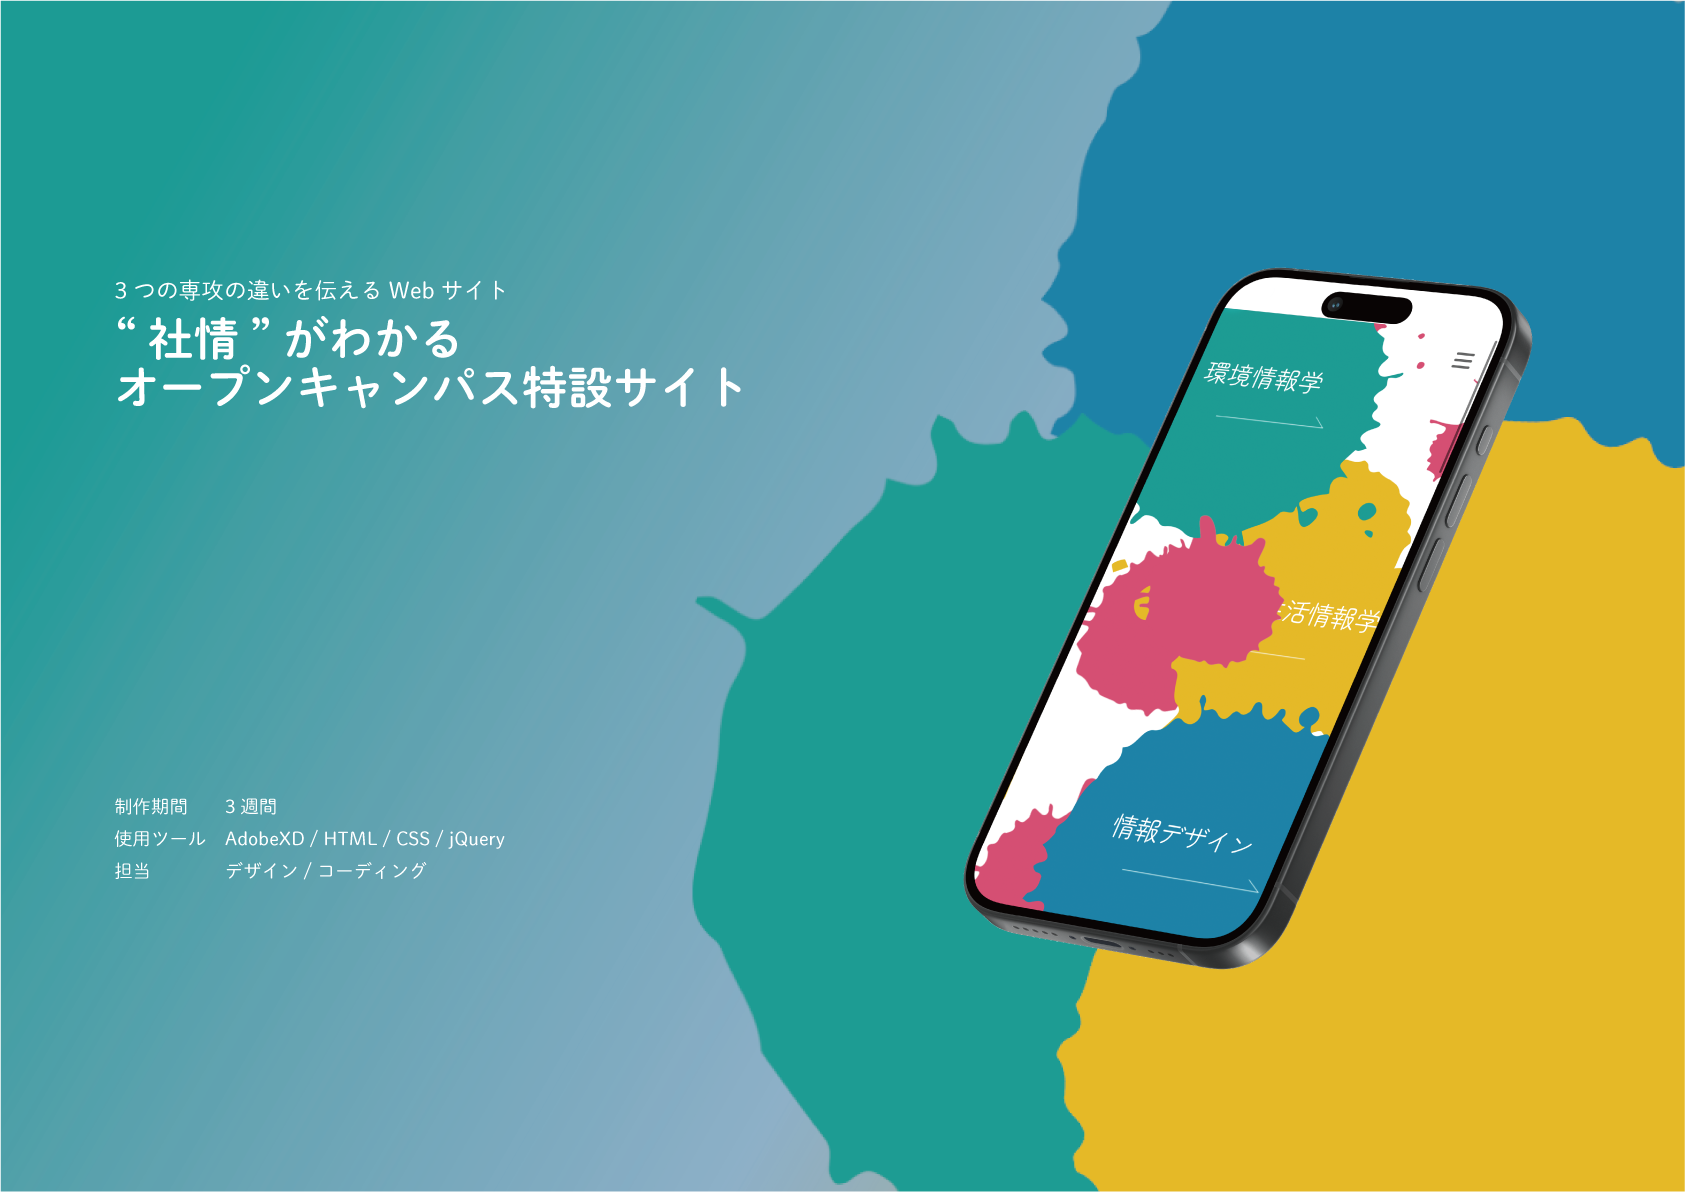 3 つの専攻の違いを伝える Web サイト
“ 社情 ” がわかる
オープンキャンパス特設サイト
制作期間 3 週間
使用ツール AdobeXD / HTML / CSS / jQuery
担当 デザイン / コーディング
環境情報学
活情報学
情報デザイン